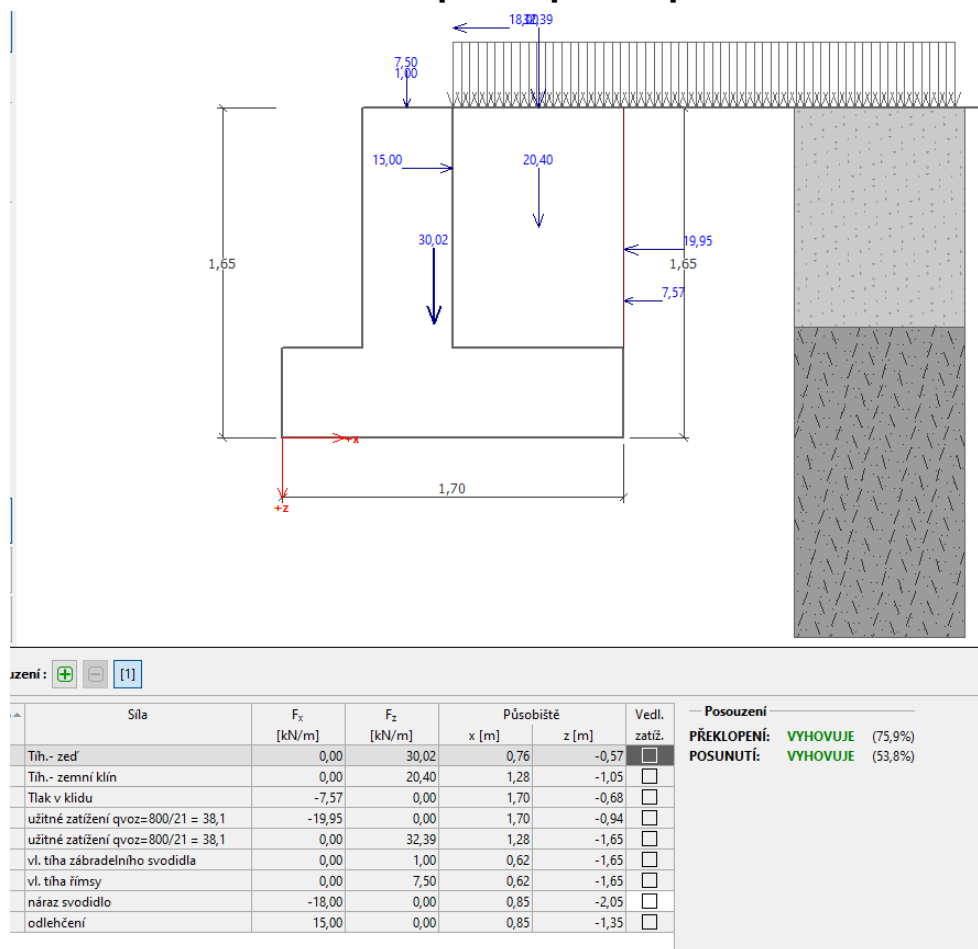 18,00
32,39
7,50
1,00
15,00
20,40
30,02
19,95
1,65
1,65
7,57
+x
1,70
+z
uzení :
[1]
Síla Fx Fz Působiště Vedl.
[kN/m] [kN/m] x [m] z [m] zatíž.
Tíh.- zeď 0,00 30,02 0,76 -0,57
Tíh.- zemní klín 0,00 20,40 1,28 -1,05
Tlak v klidu -7,57 0,00 1,70 -0,68
užitné zatížení qvoz=800/21 = 38,1 -19,95 0,00 1,70 -0,94
užitné zatížení qvoz=800/21 = 38,1 0,00 32,39 1,28 -1,65
vl. tíha zábradelního svodidla 0,00 1,00 0,62 -1,65
vl. tíha římsy 0,00 7,50 0,62 -1,65
náraz svodidlo -18,00 0,00 0,85 -2,05
odlehčení 15,00 0,00 0,85 -1,35
Posouzení
PŘEKLOPENÍ: VYHOVUJE (75,9%)
POSUNUTÍ: VYHOVUJE (53,8%)